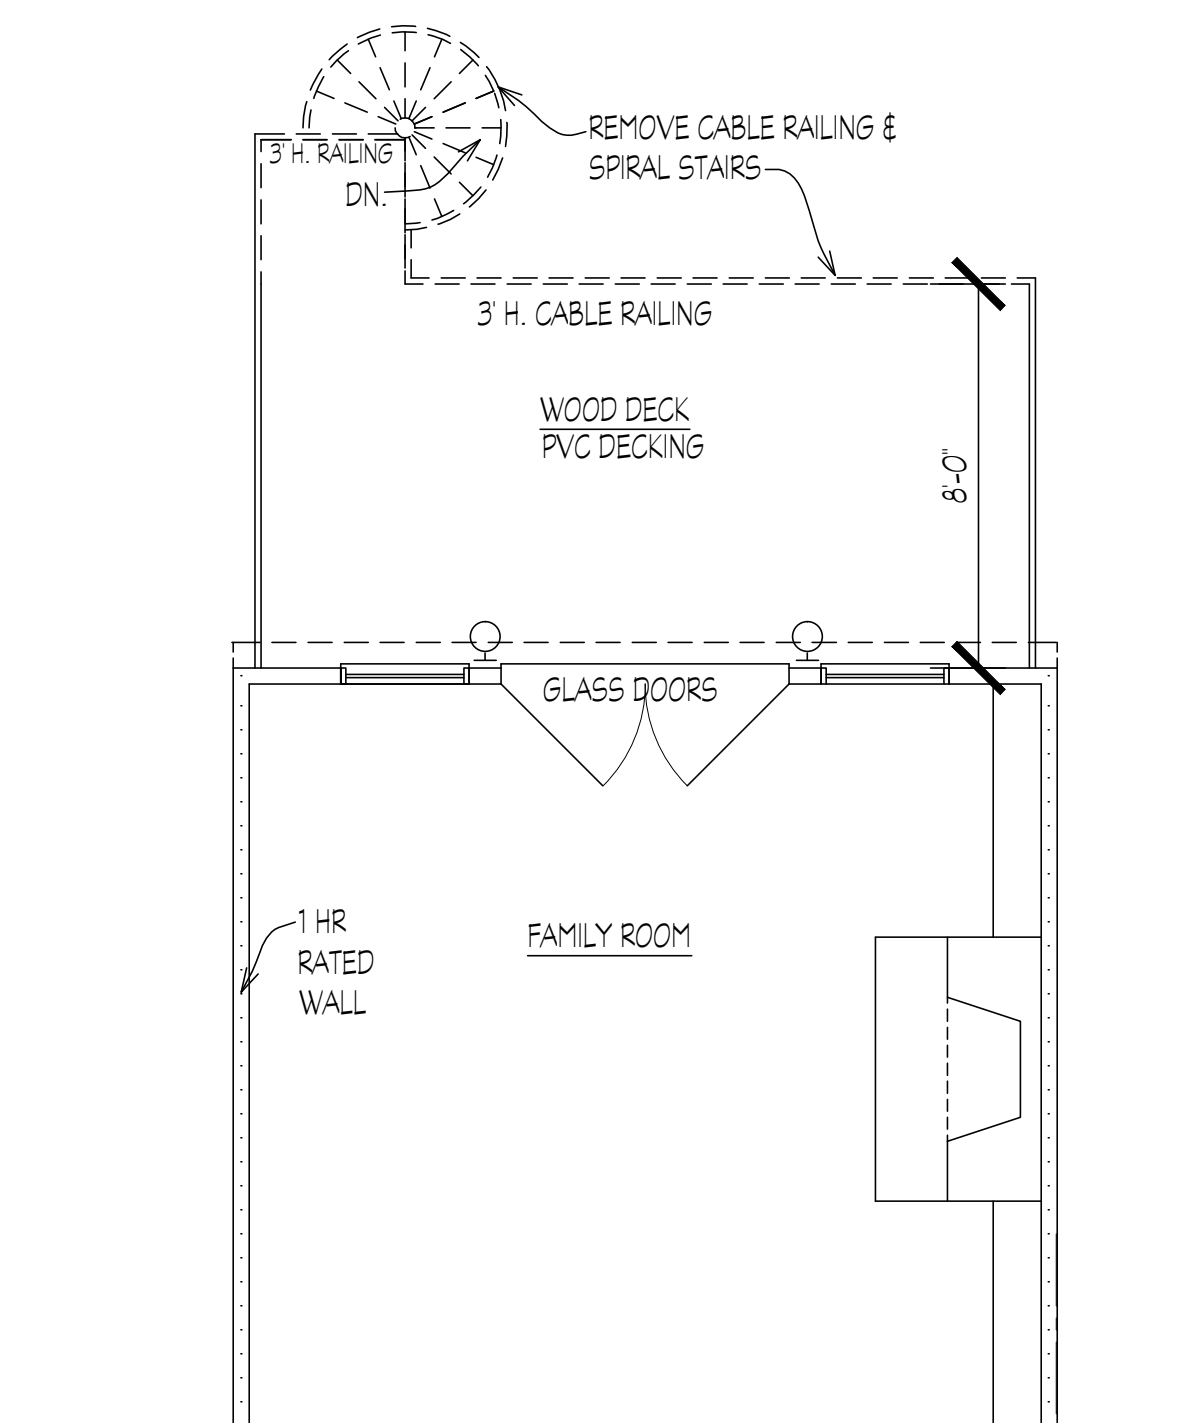 REMOVE CABLE RAILING &
SPIRAL STAIRS
3' H. RAILING
DN.
3' H. CABLE RAILING
WOOD DECK
PVC DECKING
8'-0"
GLASS DOORS
1 HR
RATED
WALL
FAMILY ROOM